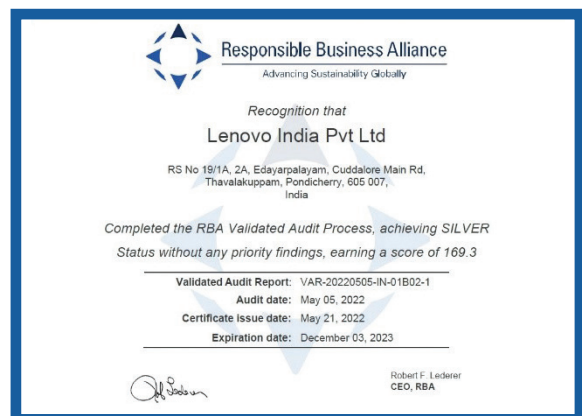 Responsible Business Alliance
Advancing Sustainability Globally
Recognition that
Lenovo India Pvt Ltd
RS No 19/1A, 2A, Edayarpalayam, Cuddalore Main Rd,
Thavalakuppam, Pondicherry, 605 007,
India
Completed the RBA Validated Audit Process, achieving SILVER
Status without any priority findings, earning a score of 169.3
Validated Audit Report: VAR-20220505-IN-01B02-1
Audit date: May 05, 2022
Certificate issue date: May 21, 2022
Expiration date: December 03, 2023
Robert F. Lederer
CEO, RBA